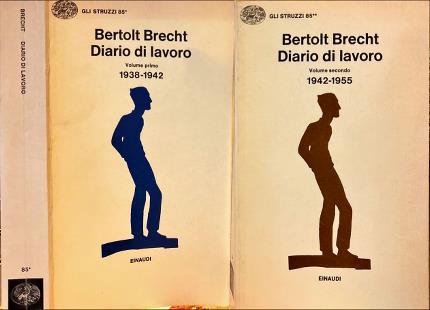 BRECHT DIARIO DI LAVORO
85*
GLI STRUZZI 85*
Bertolt Brecht
Diario di lavoro
Volume primo
1938-1942
EINAUDI
GLI STRUZZI 85**
Bertolt Brecht
Diario di lavoro
Volume secondo
1942-1955
EINAUDI